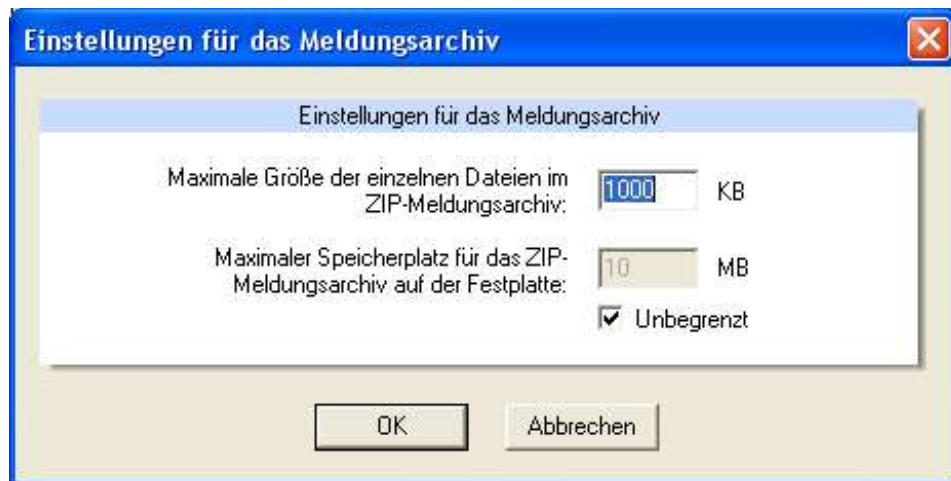 Einstellungen für das Meldungsarchiv
Einstellungen für das Meldungsarchiv
Maximale Größe der einzelnen Dateien im
ZIP-Meldungsarchiv:
1000 KB
Maximaler Speicherplatz für das ZIP-
Meldungsarchiv auf der Festplatte:
10 MB
Unbegrenzt
OK Abbrechen